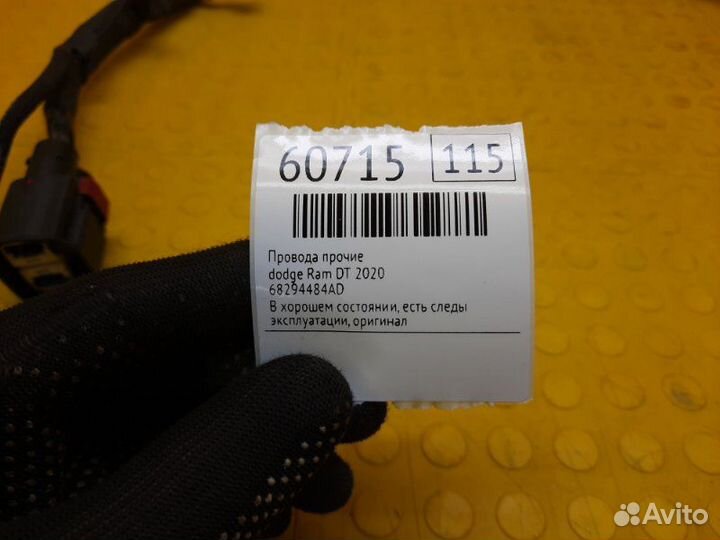 60715 115
Провода прочие
dodge Ram DT 2020
68294484AD
В хорошем состоянии, есть следы
эксплуатации, оригинал
Avito